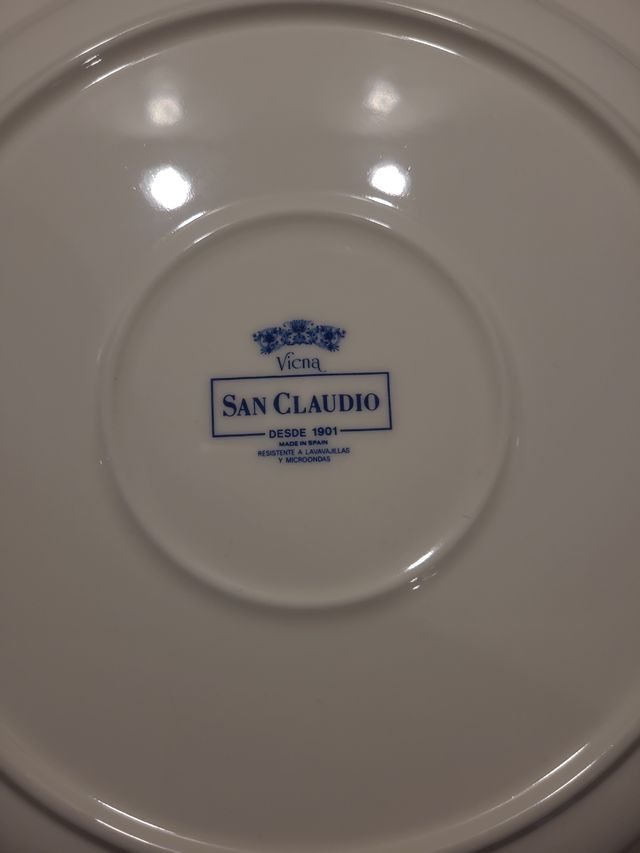 Viena
SAN CLAUDIO
DESDE 1901
MADE IN SPAIN
RESISTENTE A LAVAVAJILLAS
Y MICROONDAS